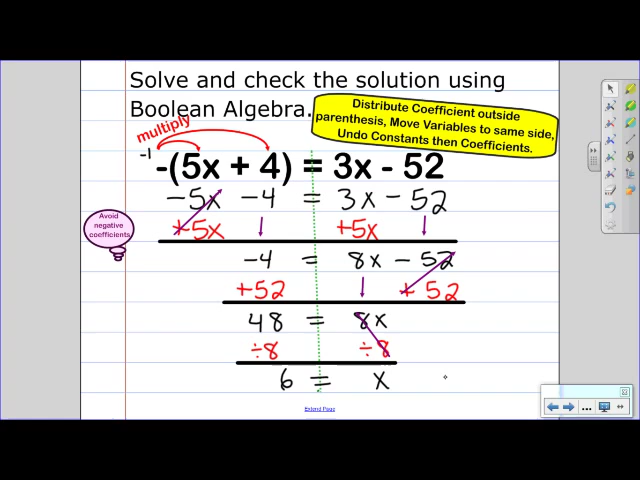 Solve and check the solution using
Boolean Algebra.
Distribute Coefficient outside
parenthesis, Move Variables to same side,
Undo Constants then Coefficients.
multiply
-1
-(5x + 4) = 3x - 52
-5x -4 = 3x - 52
+5x +5x
Avoid
negative
coefficients
-4 = 8x - 52
+52 + 52
48 = 8x
÷8 ÷8
6 = x
Extend Page